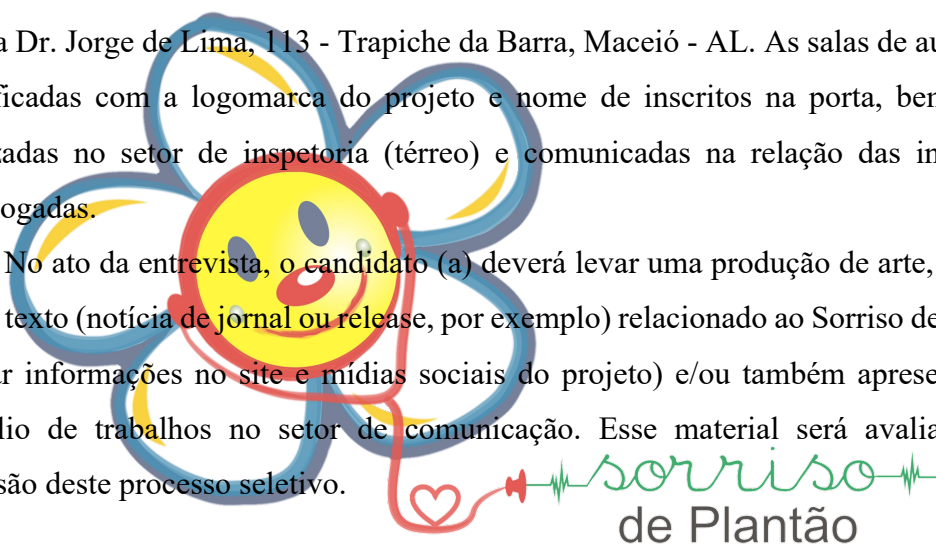 a Dr. Jorge de Lima, 113 - Trapiche da Barra, Maceió - AL. As salas de au
ficadas com a logomarca do projeto e nome de inscritos na porta, ben
zadas no setor de inspetoria (térreo) e comunicadas na relação das in
ogadas.
No ato da entrevista, o candidato (a) deverá levar uma produção de arte,
texto (notícia de jornal ou release, por exemplo) relacionado ao Sorriso de
ar informações no site e mídias sociais do projeto) e/ou também aprese
lio de trabalhos no setor de comunicação. Esse material será avalia
são deste processo seletivo.
sorriso
de Plantão